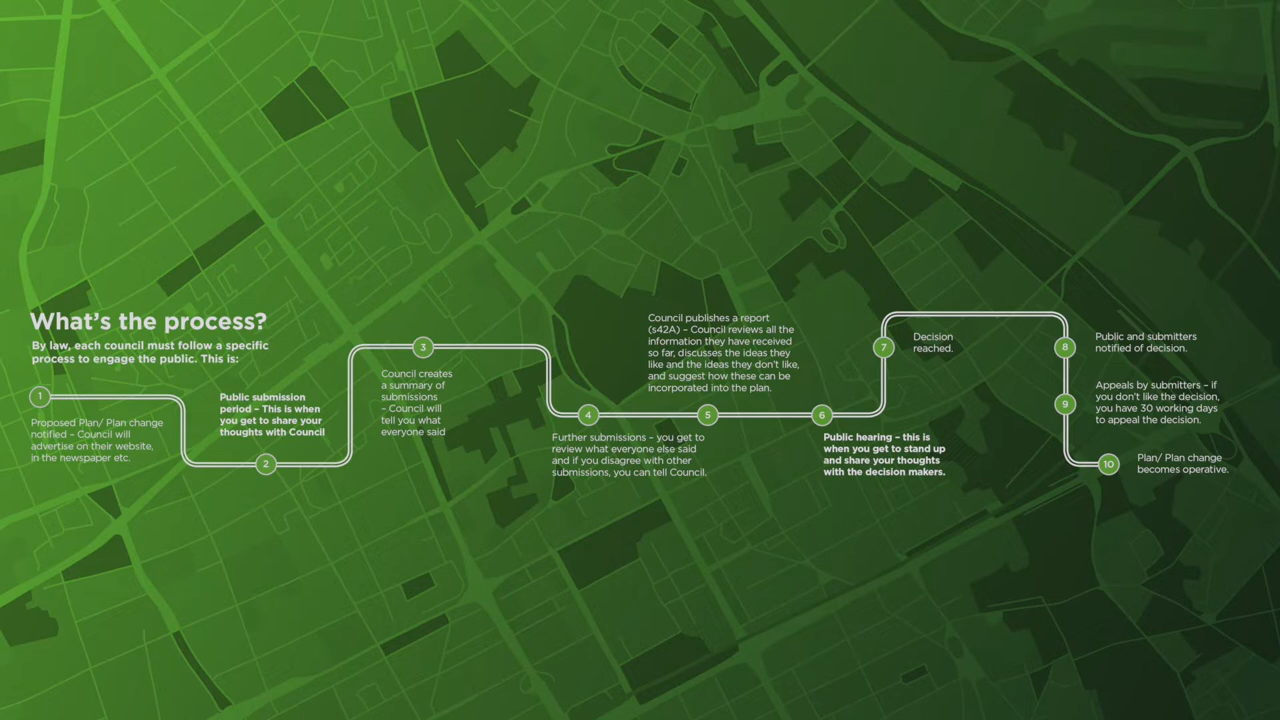 What's the process?
By law, each council must follow a specific
process to engage the public. This is:
1
Proposed Plan/ Plan change
notified – Council will
advertise on their website,
in the newspaper etc.
Public submission
period – This is when
you get to share your
thoughts with Council
2
3
Council creates
a summary of
submissions
– Council will
tell you what
everyone said
4
Further submissions – you get to
review what everyone else said
and if you disagree with other
submissions, you can tell Council.
Council publishes a report
(s42A) – Council reviews all the
information they have received
so far, discusses the ideas they
like and the ideas they don't like,
and suggest how these can be
incorporated into the plan.
5
6
Public hearing – this is
when you get to stand up
and share your thoughts
with the decision makers.
7
Decision
reached.
8
Public and submitters
notified of decision.
9
Appeals by submitters – if
you don't like the decision,
you have 30 working days
to appeal the decision.
10
Plan/ Plan change
becomes operative.